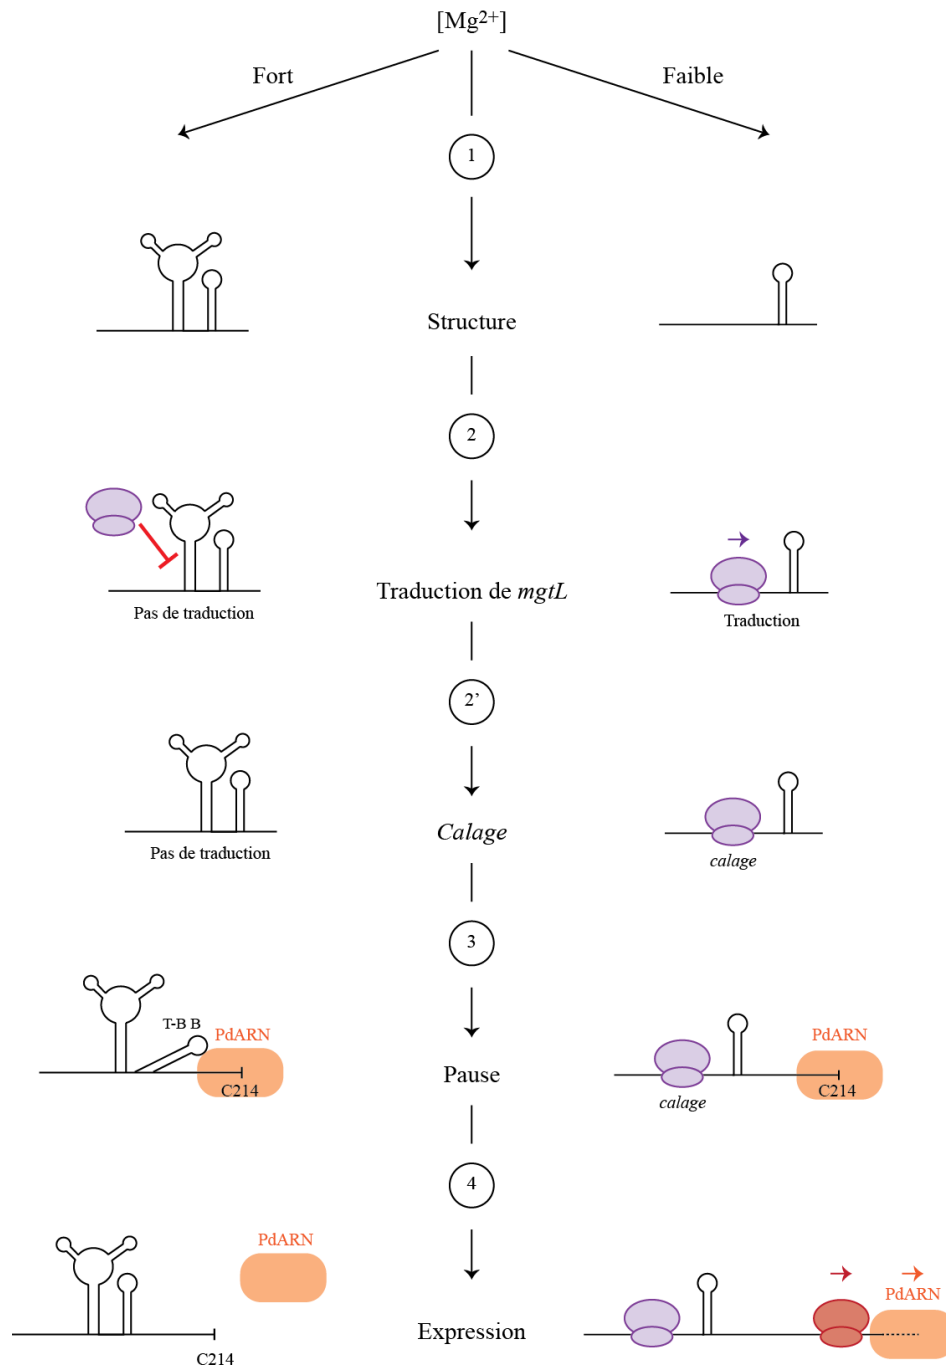 [Mg²⁺]
Fort
Faible
1
Structure
2
Traduction de mgtL
Pas de traduction
Traduction
2’
Calage
Pas de traduction
calage
3
T-B B
PdARN
C214
Pause
PdARN
C214
calage
4
PdARN
C214
Expression
PdARN